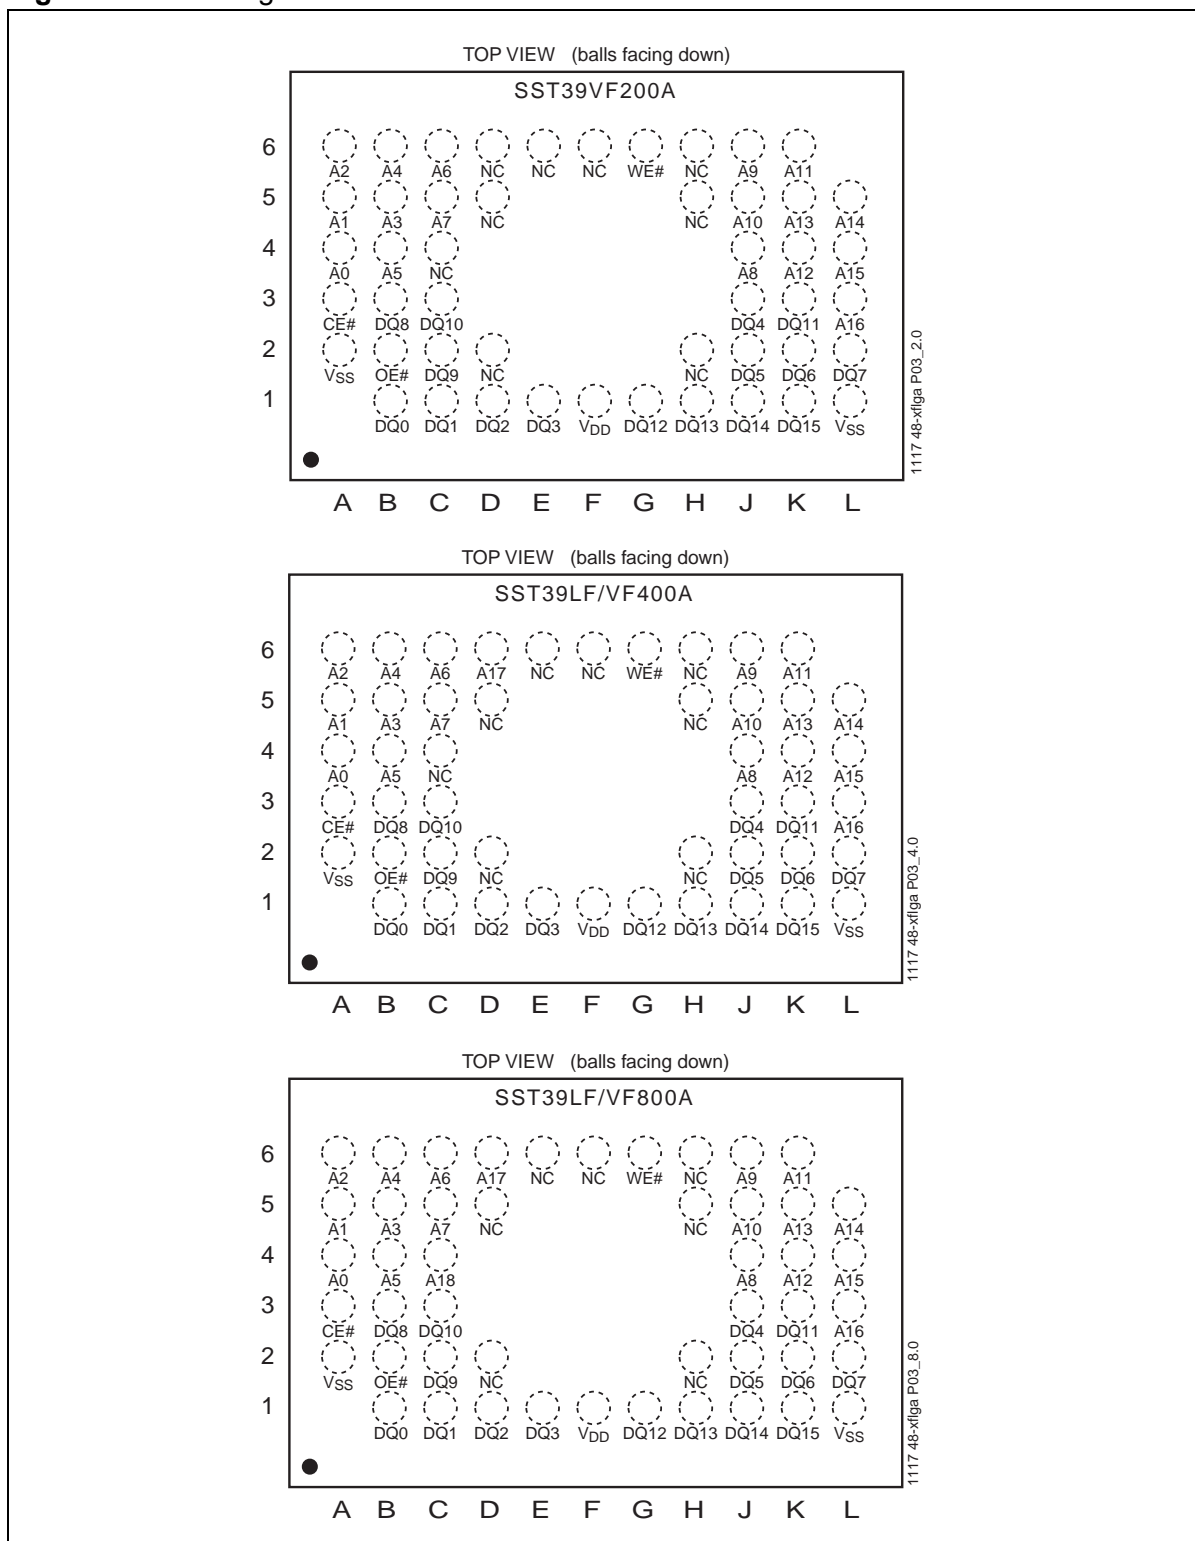 TOP VIEW (balls facing down)
SST39VF200A
6
A2 A4 A6 NC NC NC WE# NC A9 A11
5
A1 A3 A7 NC NC A10 A13 A14
4
A0 A5 NC A8 A12 A15
3
CE# DQ8 DQ10 DQ4 DQ11 A16
2
VSS OE# DQ9 NC NC DQ5 DQ6 DQ7
1
DQ0 DQ1 DQ2 DQ3 VDD DQ12 DQ13 DQ14 DQ15 VSS
1117 48-xflga P03_2.0
A B C D E F G H J K L
TOP VIEW (balls facing down)
SST39LF/VF400A
6
A2 A4 A6 A17 NC NC WE# NC A9 A11
5
A1 A3 A7 NC NC A10 A13 A14
4
A0 A5 NC A8 A12 A15
3
CE# DQ8 DQ10 DQ4 DQ11 A16
2
VSS OE# DQ9 NC NC DQ5 DQ6 DQ7
1
DQ0 DQ1 DQ2 DQ3 VDD DQ12 DQ13 DQ14 DQ15 VSS
1117 48-xflga P03_4.0
A B C D E F G H J K L
TOP VIEW (balls facing down)
SST39LF/VF800A
6
A2 A4 A6 A17 NC NC WE# NC A9 A11
5
A1 A3 A7 NC NC A10 A13 A14
4
A0 A5 A18 A8 A12 A15
3
CE# DQ8 DQ10 DQ4 DQ11 A16
2
VSS OE# DQ9 NC NC DQ5 DQ6 DQ7
1
DQ0 DQ1 DQ2 DQ3 VDD DQ12 DQ13 DQ14 DQ15 VSS
1117 48-xflga P03_8.0
A B C D E F G H J K L